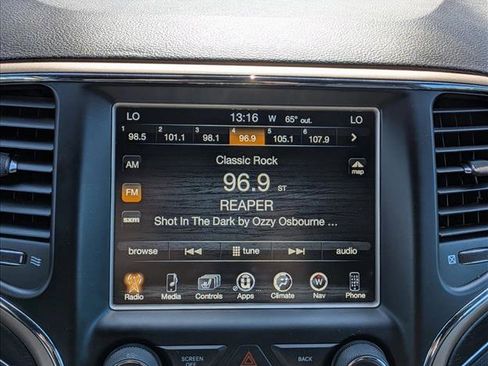 LO 13:16 W 65° out. LO
1 98.5 2 101.1 3 98.1 4 96.9 5 105.1 6 107.9
Classic Rock
AM
map
96.9 ST
FM
REAPER
sxm
Shot In The Dark by Ozzy Osbourne ...
browse tune audio
Radio Media Controls Apps Climate Nav Phone
SCREEN OFF BACK